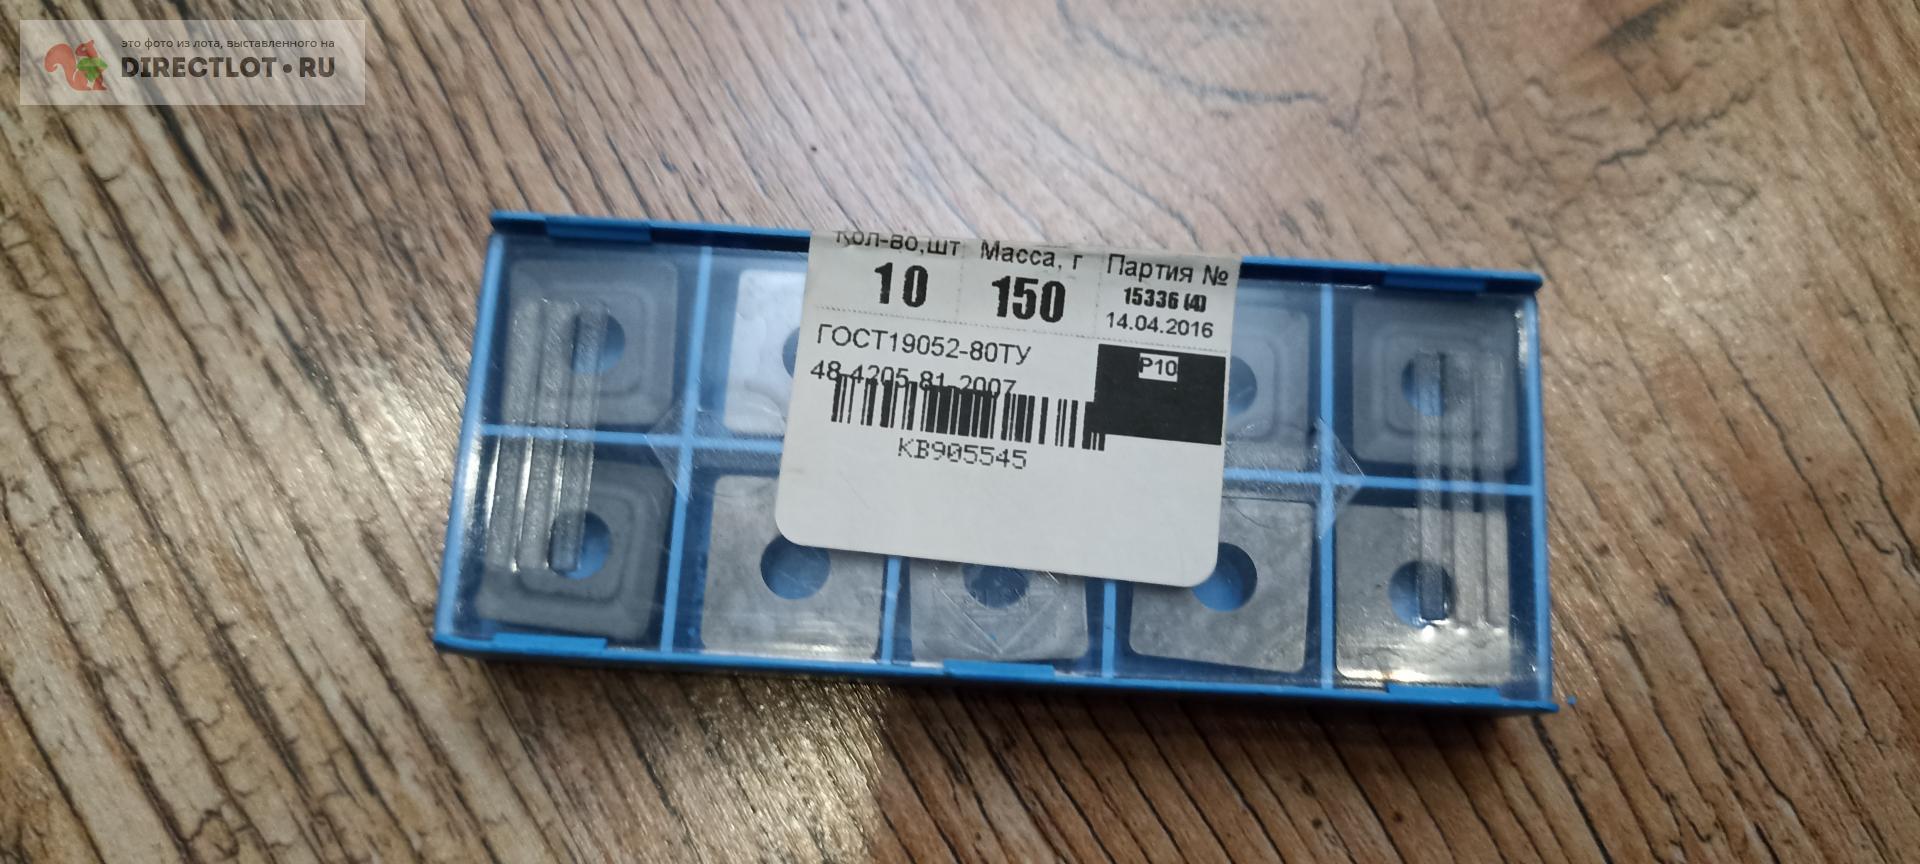 это фото из лота, выставленного на
DIRECTLOT•RU
Кол-во,шт Масса, г Партия №
10 150 15336 (4)
14.04.2016
ГОСТ19052-80ТУ
48-4205-81-2007
P10
KB905545